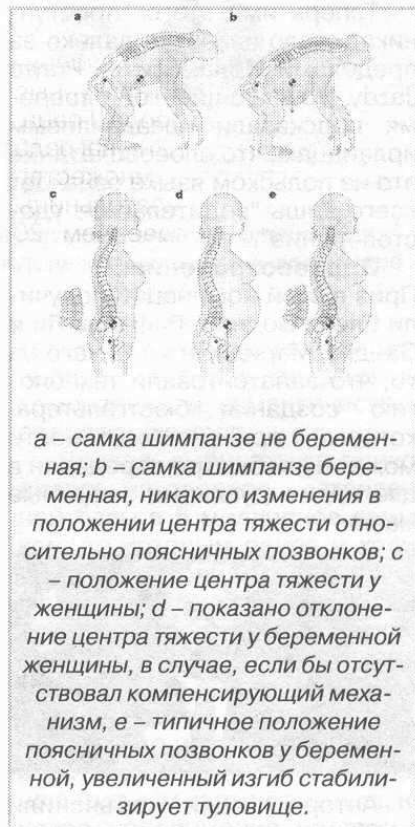 a b
c d e
a – самка шимпанзе не беремен-
ная; b – самка шимпанзе бере-
менная, никакого изменения в
положении центра тяжести отно-
сительно поясничных позвонков; c
– положение центра тяжести у
женщины; d – показано отклоне-
ние центра тяжести у беременной
женщины, в случае, если бы отсут-
ствовал компенсирующий меха-
низм, e – типичное положение
поясничных позвонков у беремен-
ной, увеличенный изгиб стабили-
зирует туловище.